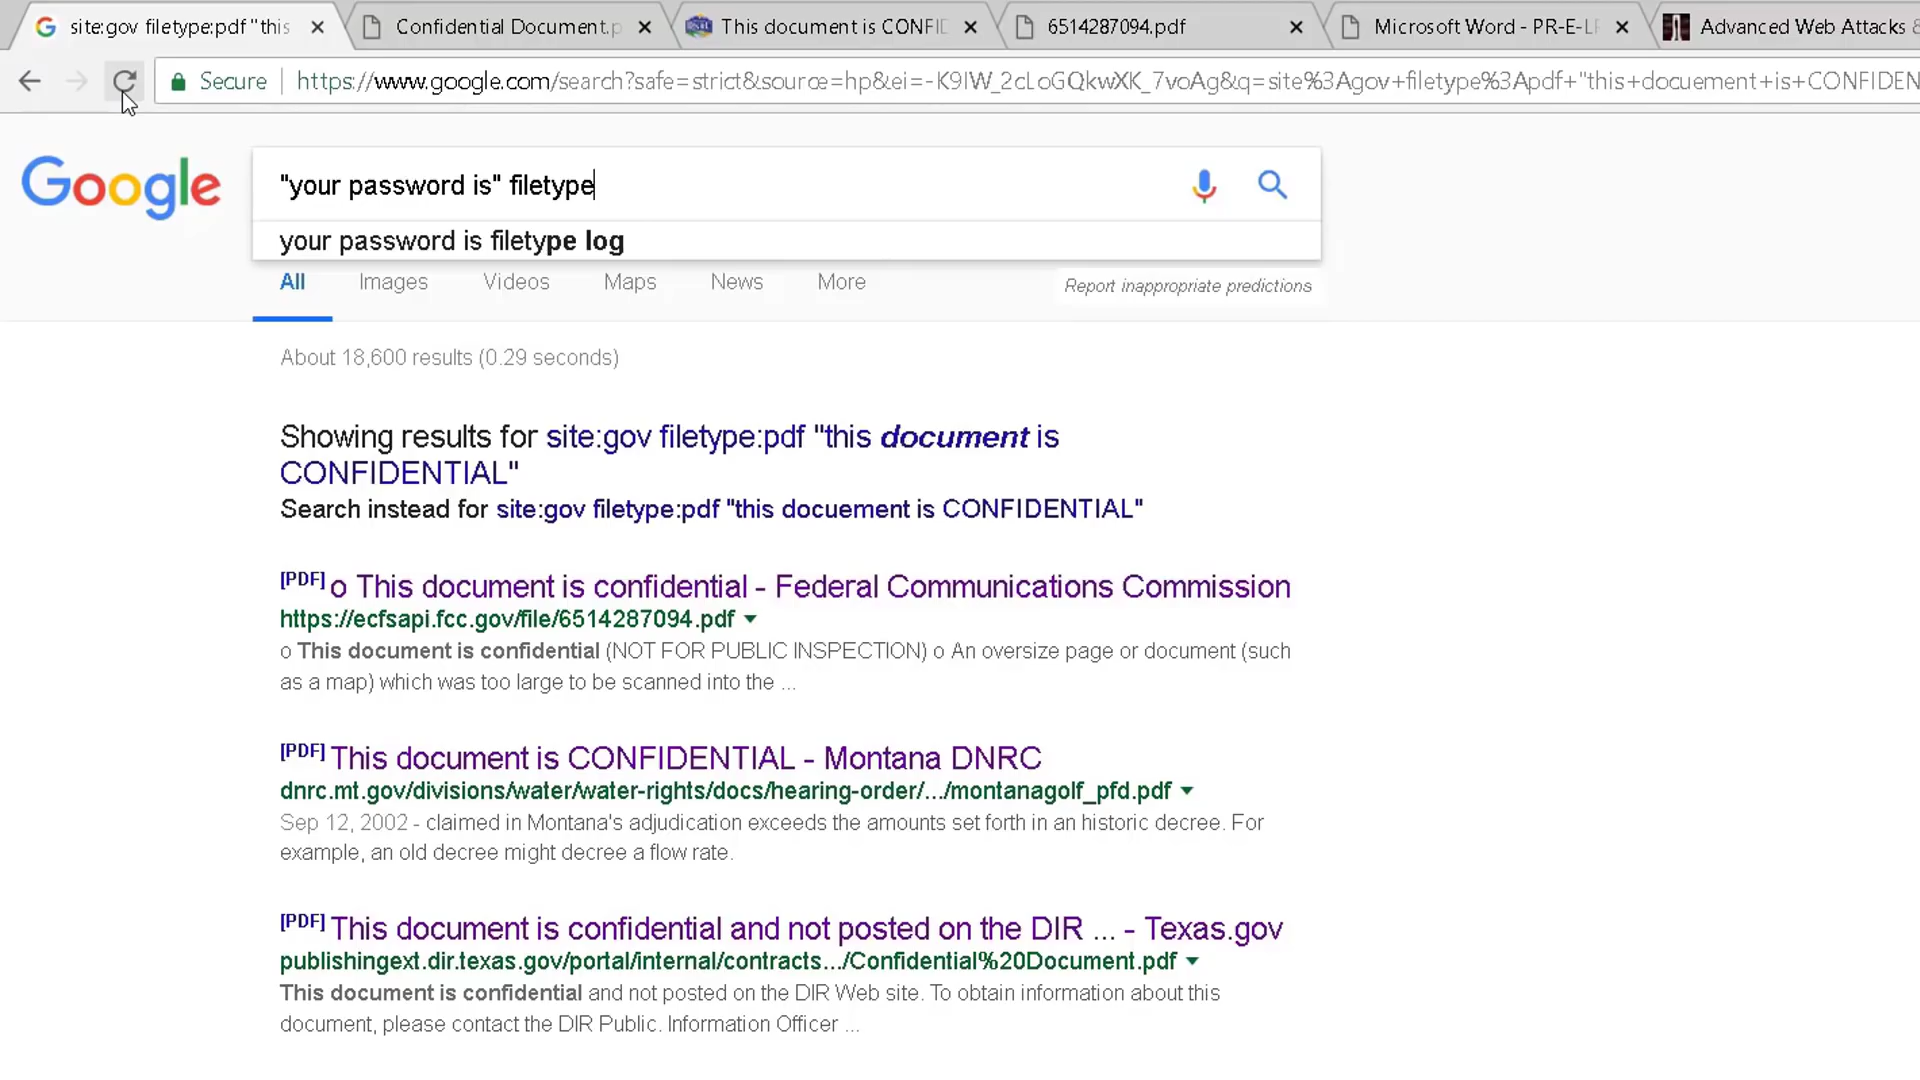 site:gov filetype:pdf "this
Confidential Document.p
This document is CONFID
6514287094.pdf
Microsoft Word - PR-E-LF
Advanced Web Attacks &
Secure
https://www.google.com/search?safe=strict&source=hp&ei=-K9IW_2cLoGQkwXK_7voAg&q=site%3Agov+filetype%3Apdf+"this+docuement+is+CONFIDEN
Google
"your password is" filetype
your password is filetype log
All
Images
Videos
Maps
News
More
Report inappropriate predictions
About 18,600 results (0.29 seconds)
Showing results for site:gov filetype:pdf "this document is
CONFIDENTIAL"
Search instead for site:gov filetype:pdf "this docuement is CONFIDENTIAL"
[PDF] o This document is confidential - Federal Communications Commission
https://ecfsapi.fcc.gov/file/6514287094.pdf
o This document is confidential (NOT FOR PUBLIC INSPECTION) o An oversize page or document (such
as a map) which was too large to be scanned into the ...
[PDF] This document is CONFIDENTIAL - Montana DNRC
dnrc.mt.gov/divisions/water/water-rights/docs/hearing-order/.../montanagolf_pfd.pdf
Sep 12, 2002 - claimed in Montana's adjudication exceeds the amounts set forth in an historic decree. For
example, an old decree might decree a flow rate.
[PDF] This document is confidential and not posted on the DIR ... - Texas.gov
publishingext.dir.texas.gov/portal/internal/contracts.../Confidential%20Document.pdf
This document is confidential and not posted on the DIR Web site. To obtain information about this
document, please contact the DIR Public. Information Officer ...